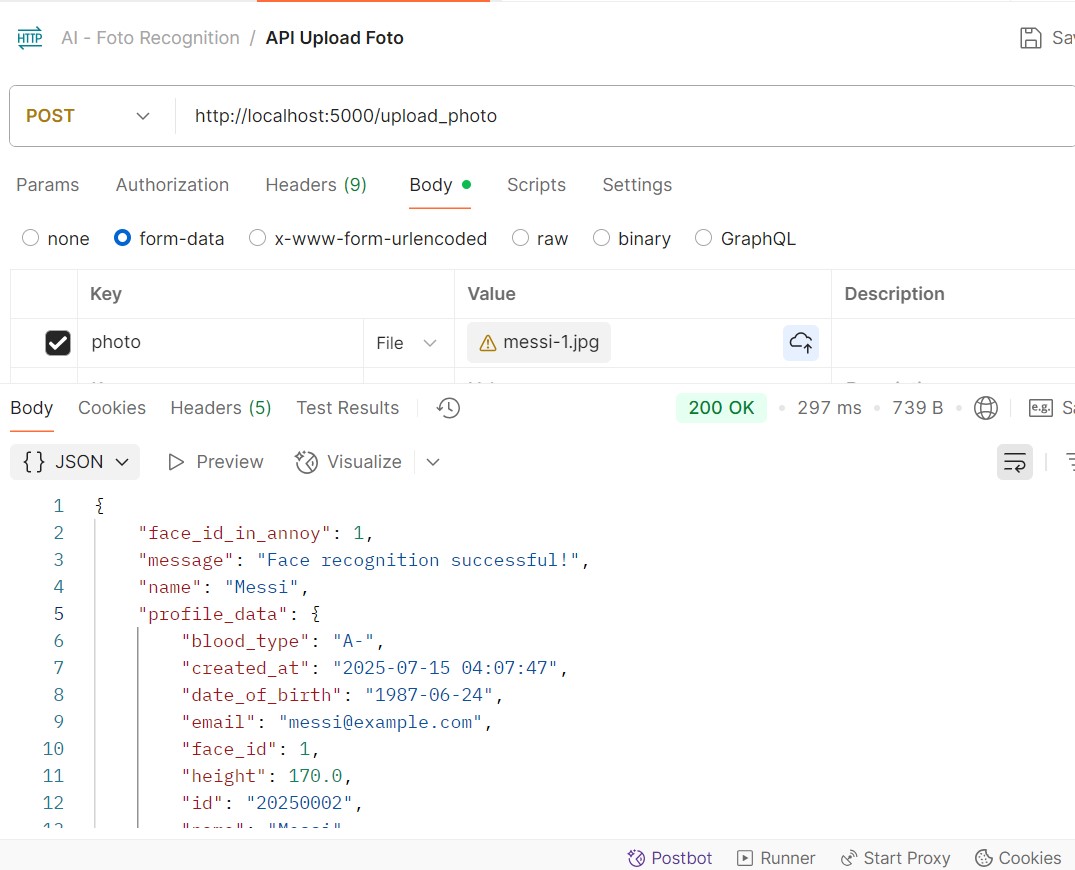 HTTP AI - Foto Recognition / API Upload Foto
POST http://localhost:5000/upload_photo
Params Authorization Headers (9) Body Scripts Settings
none form-data x-www-form-urlencoded raw binary GraphQL
Key Value Description
photo File messi-1.jpg
Body Cookies Headers (5) Test Results 200 OK • 297 ms • 739 B • e.g.
{} JSON Preview Visualize
1 {
2 "face_id_in_annoy": 1,
3 "message": "Face recognition successful!",
4 "name": "Messi",
5 "profile_data": {
6 "blood_type": "A-",
7 "created_at": "2025-07-15 04:07:47",
8 "date_of_birth": "1987-06-24",
9 "email": "messi@example.com",
10 "face_id": 1,
11 "height": 170.0,
12 "id": "20250002",
Postbot Runner Start Proxy Cookies